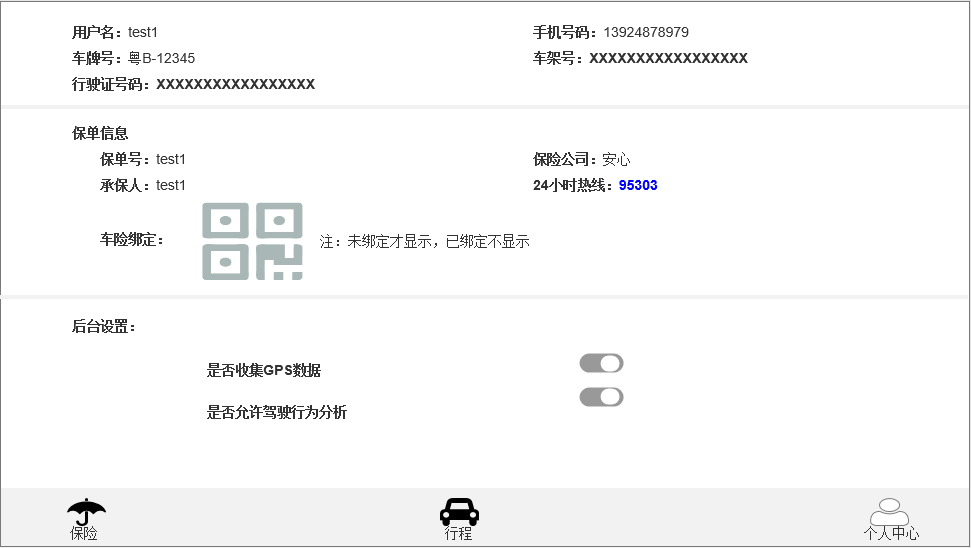 用户名：test1 手机号码：13924878979
车牌号：粤B-12345 车架号：XXXXXXXXXXXXXXXXX
行驶证号码：XXXXXXXXXXXXXXXXX
保单信息
保单号：test1 保险公司：安心
承保人：test1 24小时热线：95303
车险绑定： 注：未绑定才显示，已绑定不显示
后台设置：
是否收集GPS数据
是否允许驾驶行为分析
保险 行程 个人中心